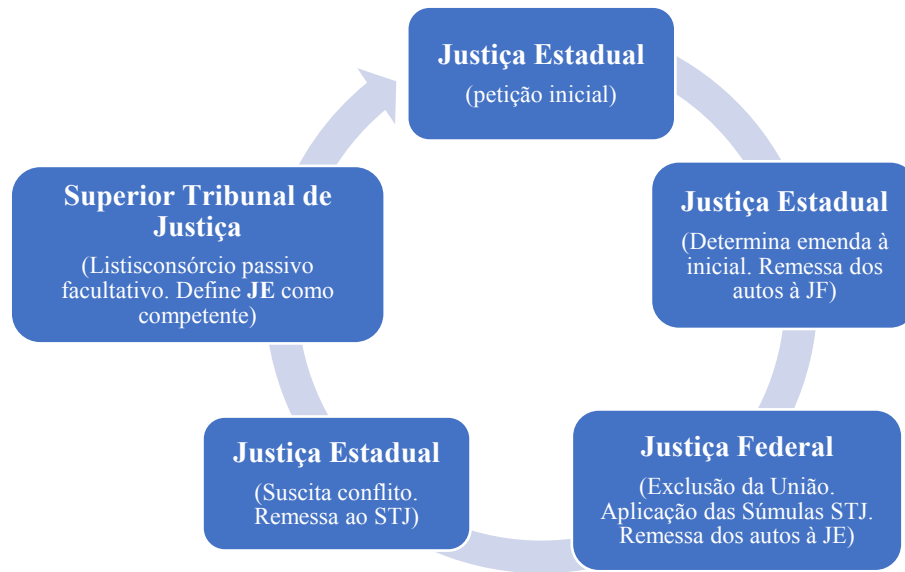 Justiça Estadual
(petição inicial)
Justiça Estadual
(Determina emenda à
inicial. Remessa dos
autos à JF)
Justiça Federal
(Exclusão da União.
Aplicação das Súmulas STJ.
Remessa dos autos à JE)
Justiça Estadual
(Suscita conflito.
Remessa ao STJ)
Superior Tribunal de
Justiça
(Listisconsórcio passivo
facultativo. Define JE como
competente)